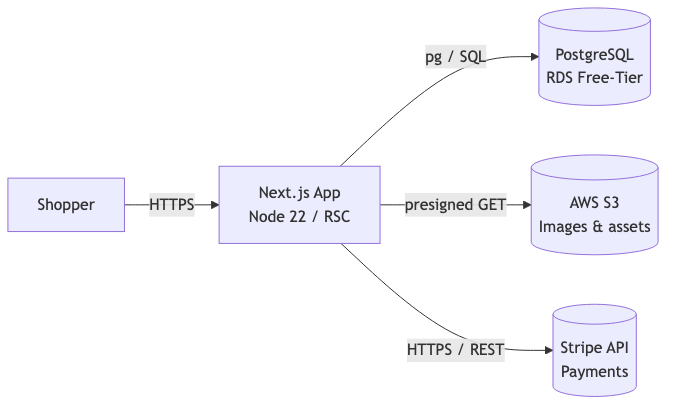 Shopper
HTTPS
Next.js App
Node 22 / RSC
pg / SQL
PostgreSQL
RDS Free-Tier
presigned GET
AWS S3
Images & assets
HTTPS / REST
Stripe API
Payments